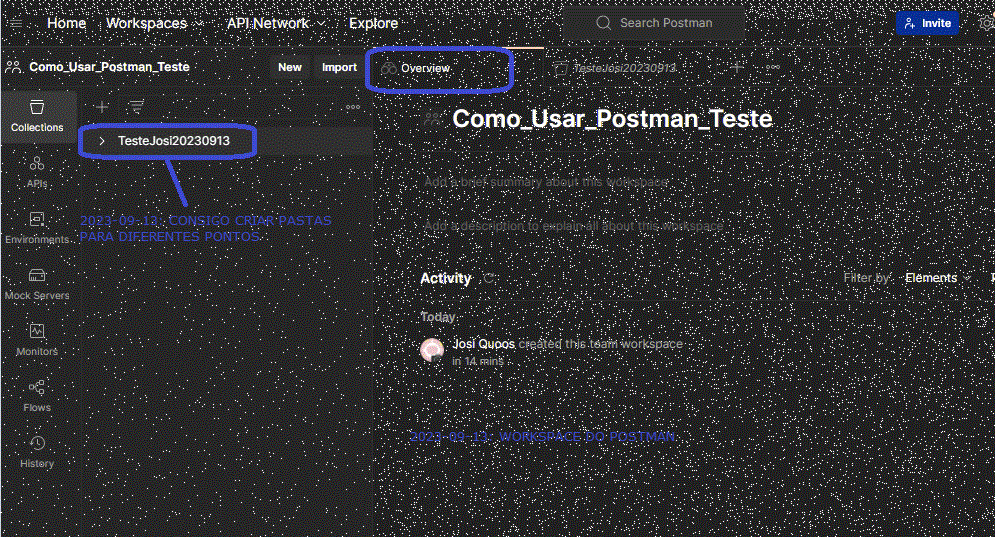 Home Workspaces API Network Explore Search Postman Invite
Como_Usar_Postman_Teste New Import Overview TesteJosi20230913
Collections
TesteJosi20230913
APIs
Environments
Mock Servers
Monitors
Flows
History
2023-09-13: CONSIGO CRIAR PASTAS
PARA DIFERENTES PONTOS
Como_Usar_Postman_Teste
Add a brief summary about this workspace
Add a description to explain all about this workspace
Activity Filter by: Elements
Today
Josi Quoos created this team workspace
in 14 mins
2023-09-13: WORKSPACE DO POSTMAN